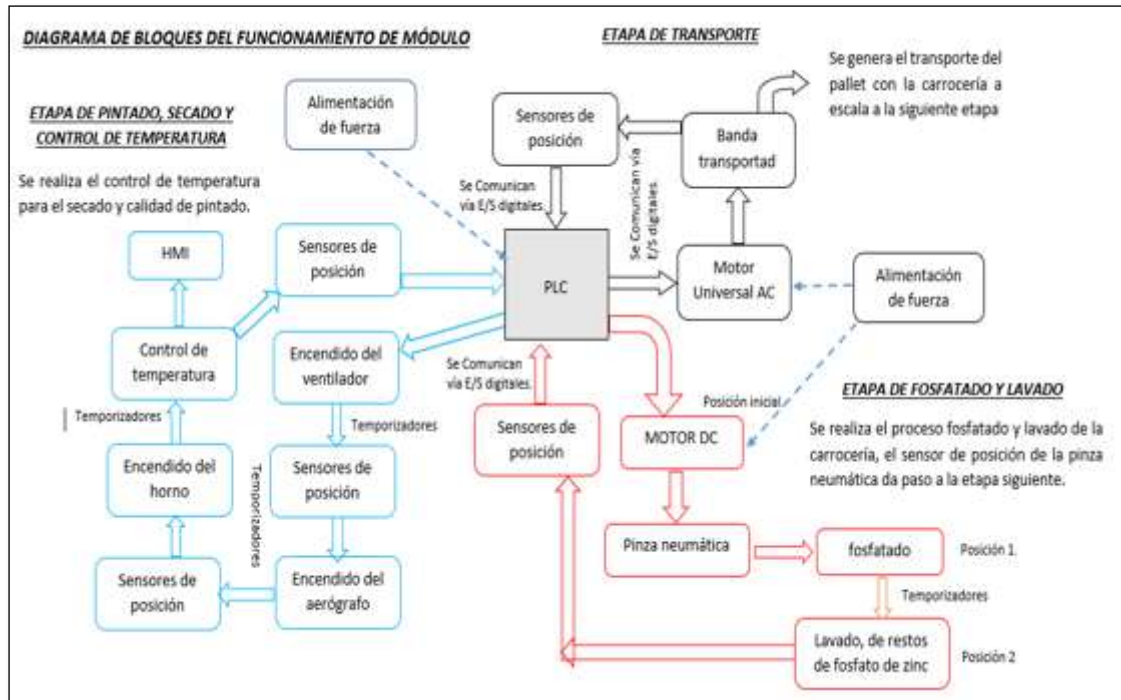 DIAGRAMA DE BLOQUES DEL FUNCIONAMIENTO DE MÓDULO
ETAPA DE TRANSPORTE
Se genera el transporte del
pallet con la carrocería a
escala a la siguiente etapa
Alimentación
de fuerza
Sensores de
posición
Banda
transportad
ETAPA DE PINTADO, SECADO Y
CONTROL DE TEMPERATURA
Se realiza el control de temperatura
para el secado y calidad de pintado.
Se Comunican
vía E/S digitales.
Se Comunican vía
E/S digitales
HMI
Sensores de
posición
PLC
Motor
Universal AC
Alimentación
de fuerza
Control de
temperatura
Encendido del
ventilador
Se Comunican
vía E/S digitales.
Temporizadores
Temporizadores
Sensores de
posición
Posición inicial
MOTOR DC
ETAPA DE FOSFATADO Y LAVADO
Se realiza el proceso fosfatado y lavado de la
carrocería, el sensor de posición de la pinza
neumática da paso a la etapa siguiente.
Encendido del
horno
Temporizadores
Sensores de
posición
Pinza neumática
fosfatado
Posición 1.
Sensores de
posición
Encendido del
aerógrafo
Temporizadores
Lavado, de restos
de fosfato de zinc
Posición 2